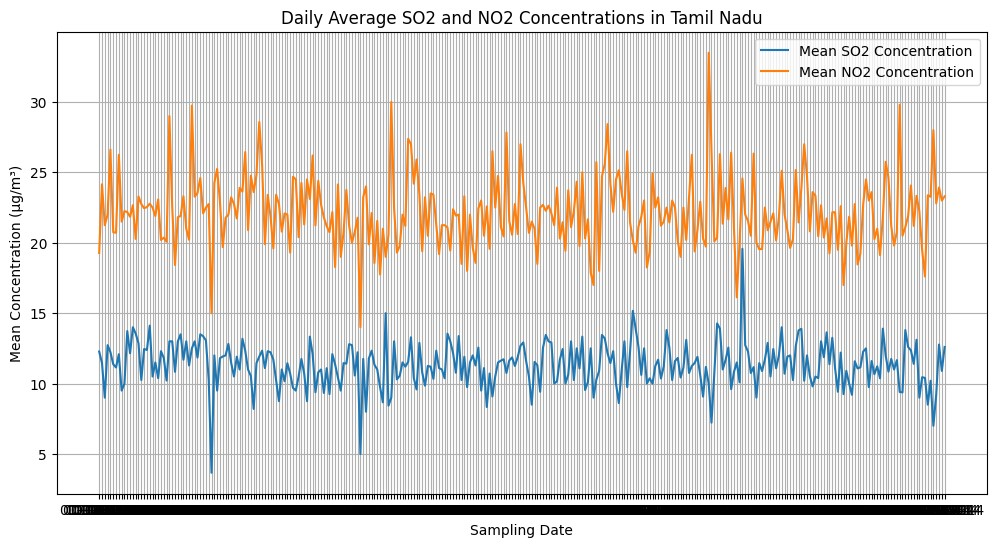 Daily Average SO2 and NO2 Concentrations in Tamil Nadu
Mean SO2 Concentration
Mean NO2 Concentration
Mean Concentration (µg/m³)
30
25
20
15
10
5
Sampling Date